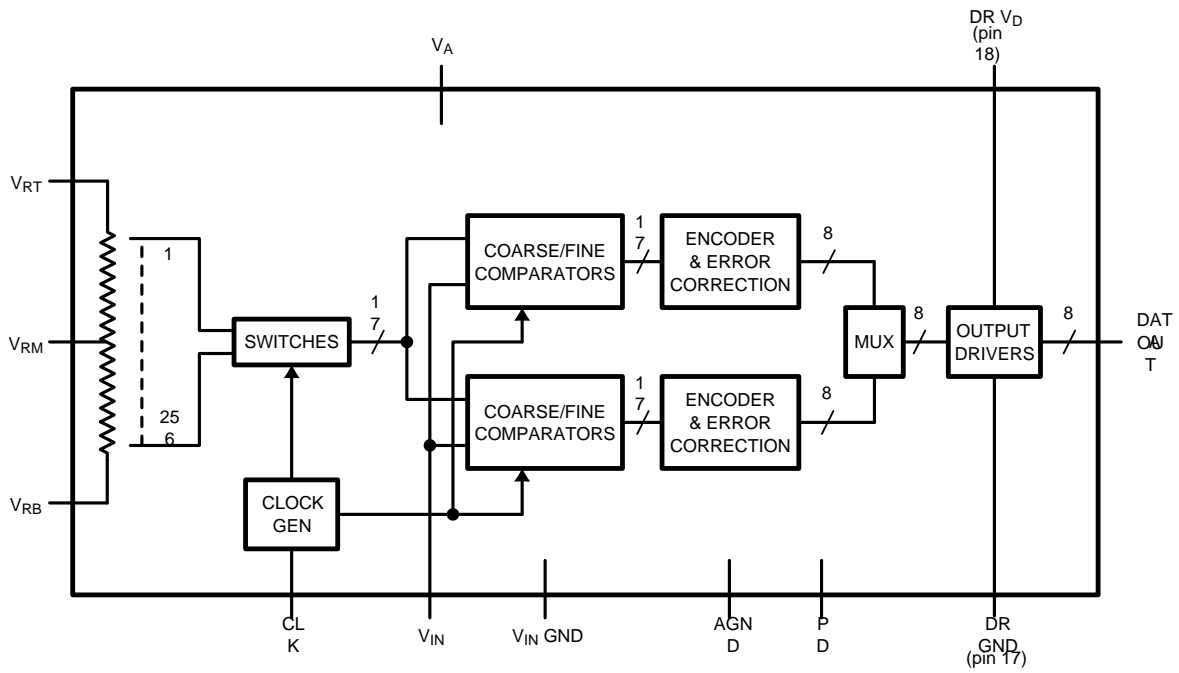 DR VD
(pin
18)
VA
VRT
1
1
7
COARSE/FINE
COMPARATORS
1
7
ENCODER
& ERROR
CORRECTION
8
VRM
SWITCHES
MUX
8
OUTPUT
DRIVERS
8
DAT
A
OU
T
1
7
COARSE/FINE
COMPARATORS
ENCODER
& ERROR
CORRECTION
8
25
6
VRB
CLOCK
GEN
CL
K
VIN
VIN GND
AGN
D
P
D
DR
GND
(pin 17)